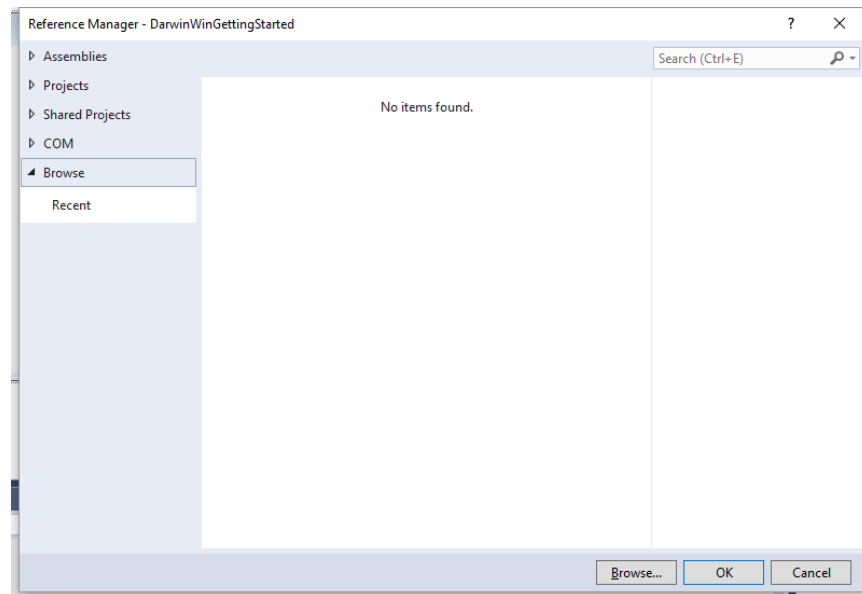 Reference Manager - DarwinWinGettingStarted
?
Assemblies
Search (Ctrl+E)
Projects
Shared Projects
COM
Browse
Recent
No items found.
Browse...
OK
Cancel